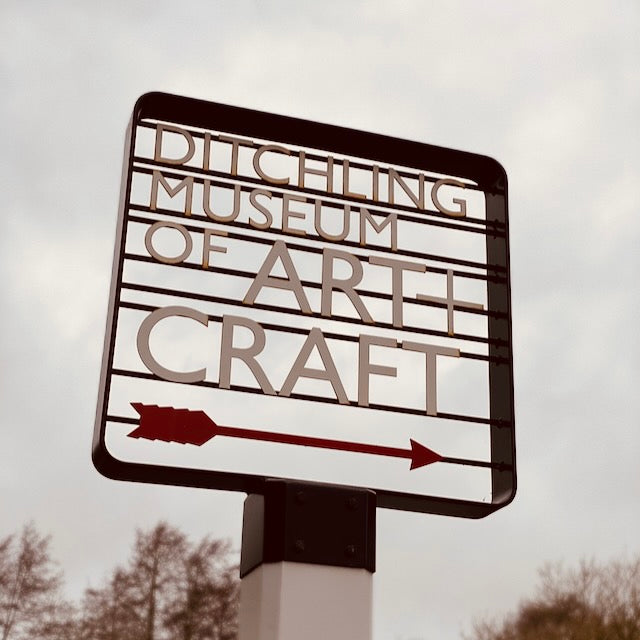 DITCHLING
MUSEUM
OF ART+
CRAFT